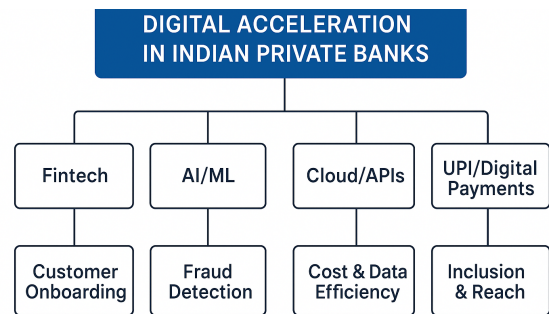 DIGITAL ACCELERATION
IN INDIAN PRIVATE BANKS
Fintech
AI/ML
Cloud/APIs
UPI/Digital
Payments
Customer
Onboarding
Fraud
Detection
Cost & Data
Efficiency
Inclusion
& Reach